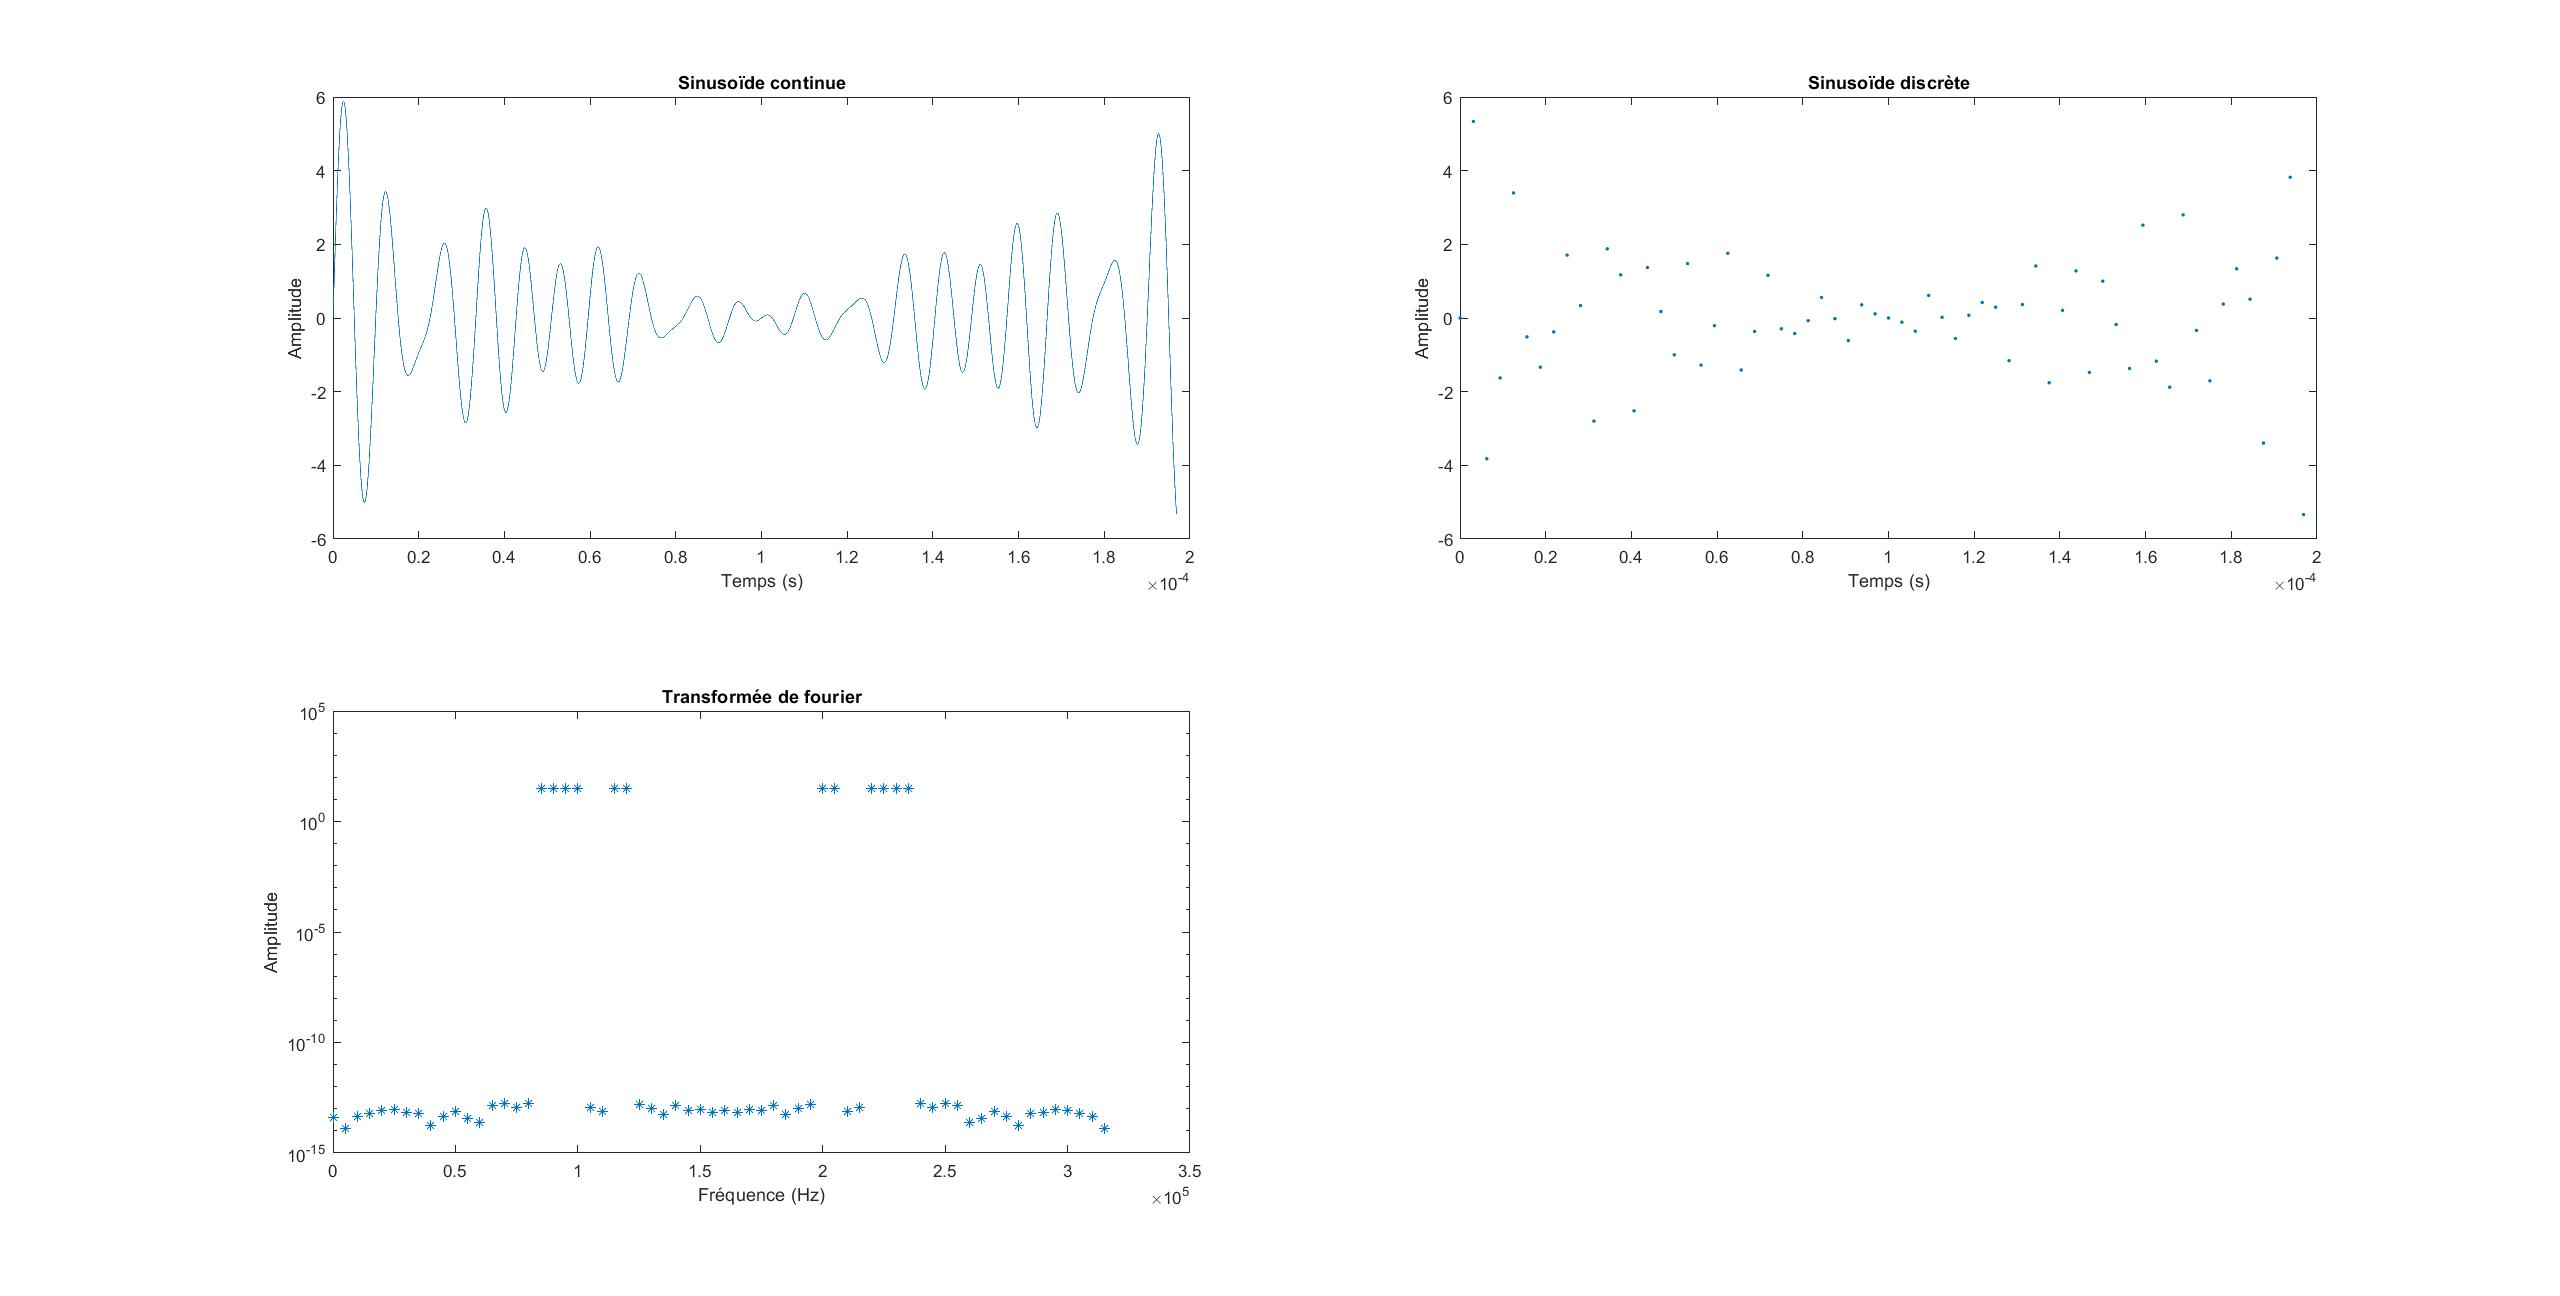 Sinusoïde continue
6
4
2
0
-2
-4
-6
Amplitude
0 0.2 0.4 0.6 0.8 1 1.2 1.4 1.6 1.8 2
Temps (s)
×10-4
Sinusoïde discrète
6
4
2
0
-2
-4
-6
Amplitude
0 0.2 0.4 0.6 0.8 1 1.2 1.4 1.6 1.8 2
Temps (s)
×10-4
Transformée de fourier
10^5
10^0
10^-5
10^-10
10^-15
Amplitude
0 0.5 1 1.5 2 2.5 3 3.5
Fréquence (Hz)
×10^5